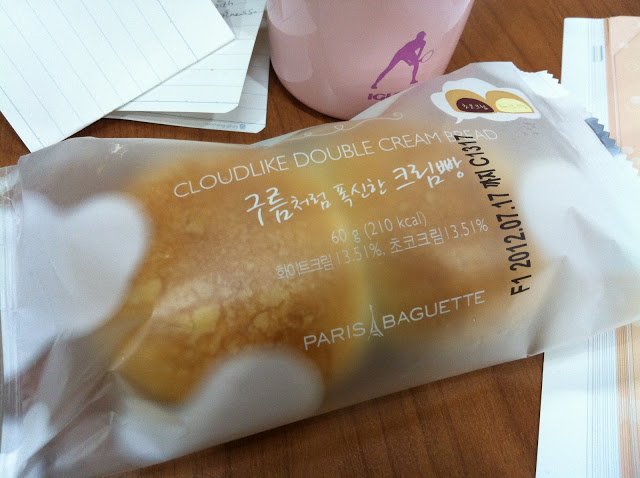 CLOUDLIKE DOUBLE CREAM BREAD
구름처럼 폭신한 크림빵
60 g (210 kcal)
화이트크림 13.51%, 초코크림 13.51%
PARIS BAGUETTE
F1 2012.07.17 까지 C1317